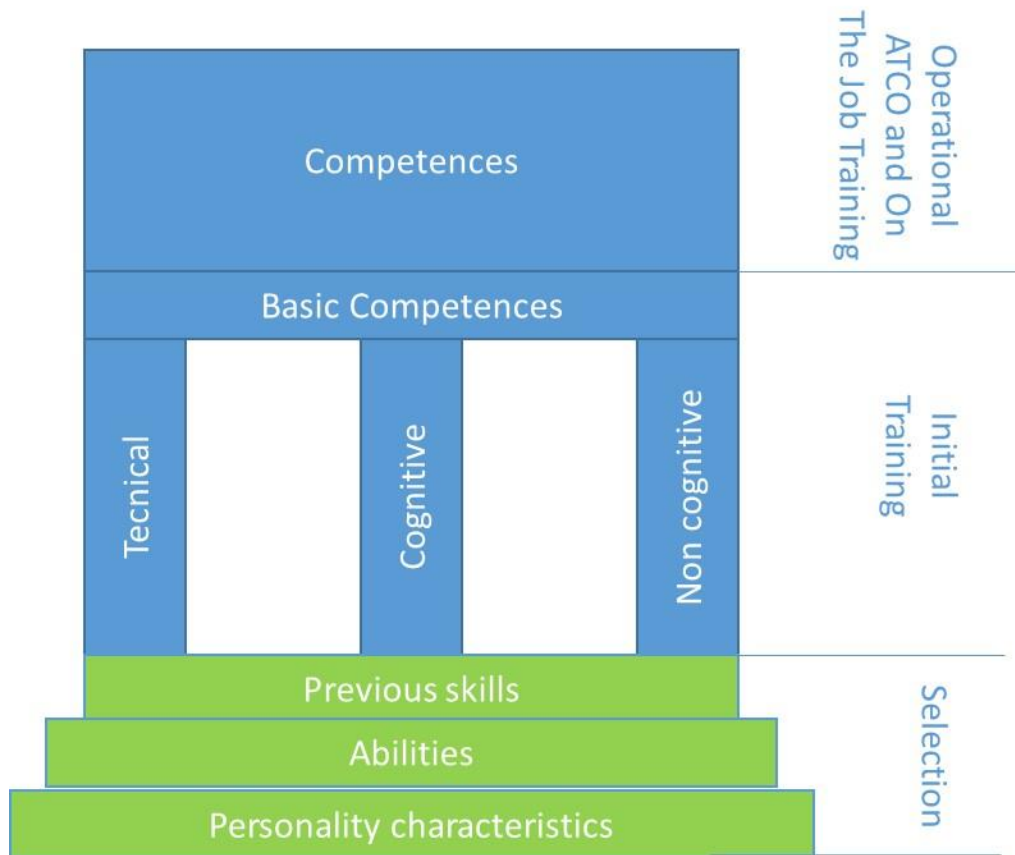 Operational
ATCO and On
The Job Training
Competences
Basic Competences
Tecnical
Cognitive
Non cognitive
Initial
Training
Previous skills
Abilities
Personality characteristics
Selection